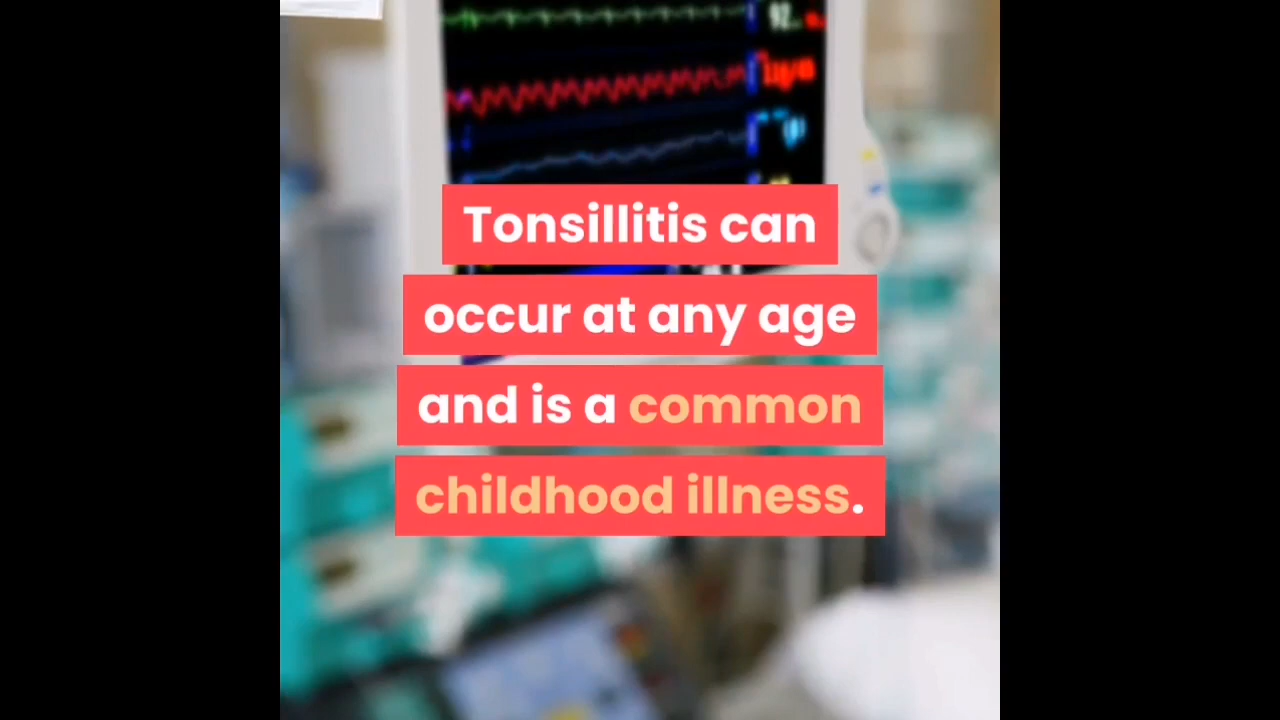 Tonsillitis can
occur at any age
and is a common
childhood illness.